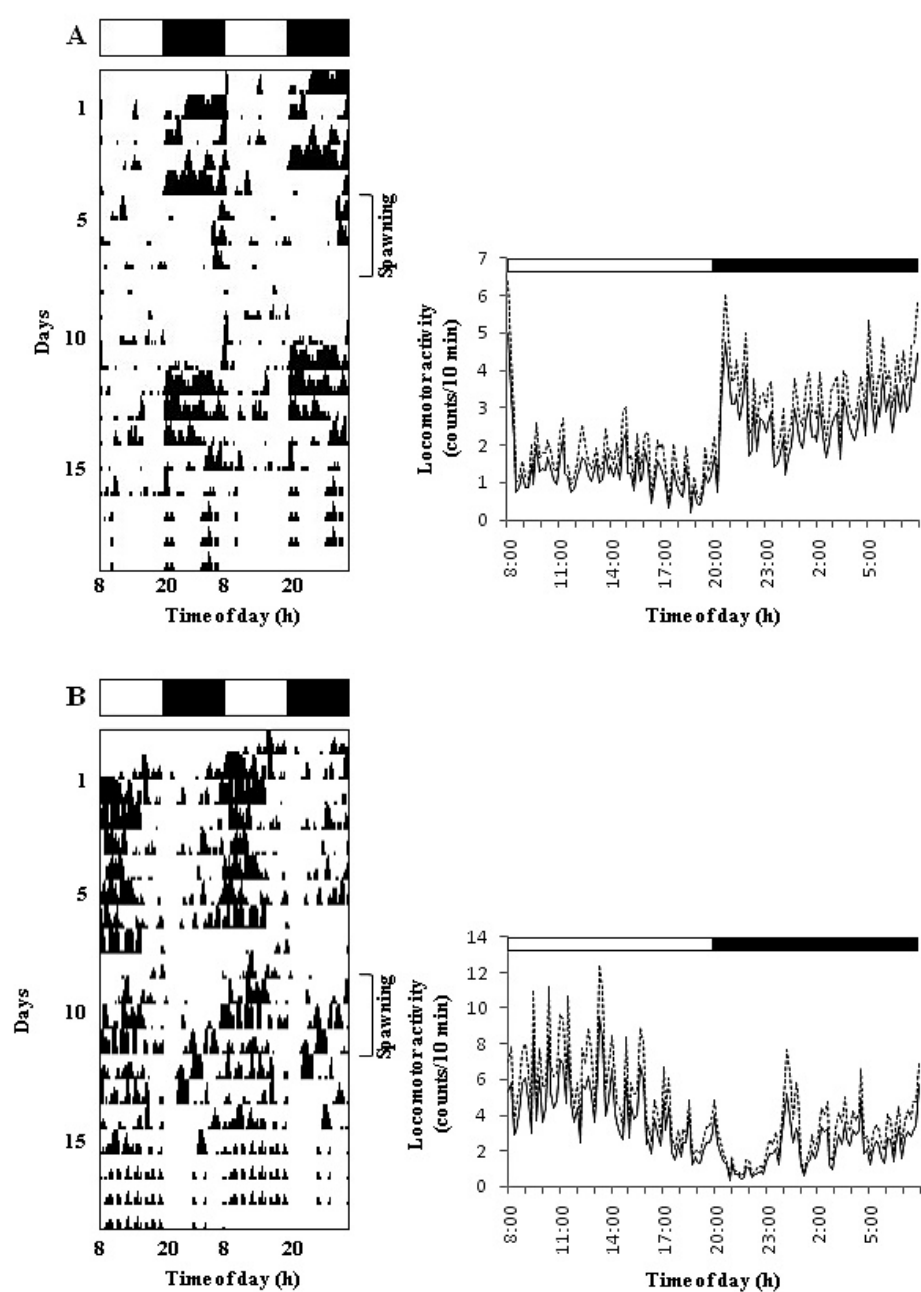 A
1
5
10
15
Days
Spawning
8 20 8 20
Time of day (h)
7
6
5
4
3
2
1
0
Locomotor activity
(counts/10 min)
8:00 11:00 14:00 17:00 20:00 23:00 2:00 5:00
Time of day (h)
B
1
5
10
15
Days
Spawning
8 20 8 20
Time of day (h)
14
12
10
8
6
4
2
0
Locomotor activity
(counts/10 min)
8:00 11:00 14:00 17:00 20:00 23:00 2:00 5:00
Time of day (h)